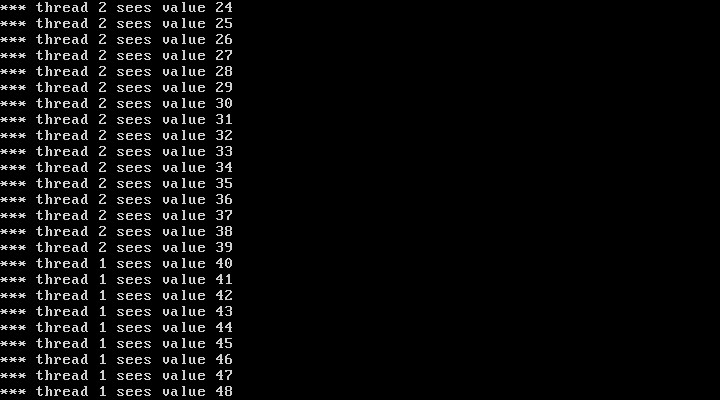 *** thread 2 sees value 24
*** thread 2 sees value 25
*** thread 2 sees value 26
*** thread 2 sees value 27
*** thread 2 sees value 28
*** thread 2 sees value 29
*** thread 2 sees value 30
*** thread 2 sees value 31
*** thread 2 sees value 32
*** thread 2 sees value 33
*** thread 2 sees value 34
*** thread 2 sees value 35
*** thread 2 sees value 36
*** thread 2 sees value 37
*** thread 2 sees value 38
*** thread 2 sees value 39
*** thread 1 sees value 40
*** thread 1 sees value 41
*** thread 1 sees value 42
*** thread 1 sees value 43
*** thread 1 sees value 44
*** thread 1 sees value 45
*** thread 1 sees value 46
*** thread 1 sees value 47
*** thread 1 sees value 48